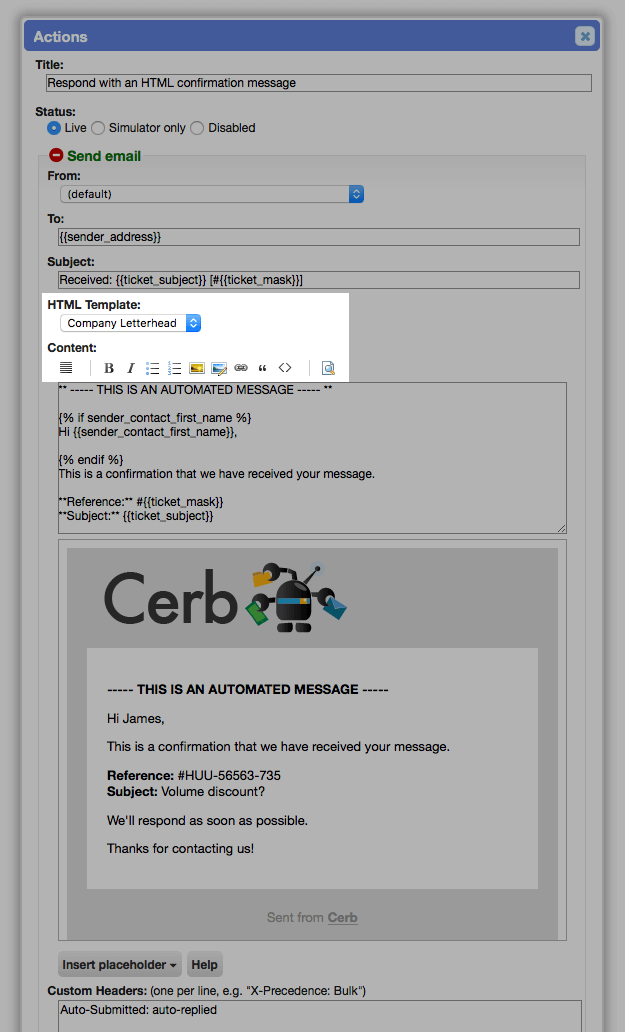 Actions
Title:
Respond with an HTML confirmation message
Status:
Live Simulator only Disabled
Send email
From:
(default)
To:
{{sender_address}}
Subject:
Received: {{ticket_subject}} [#{{ticket_mask}}]
HTML Template:
Company Letterhead
Content:
B I
** ----- THIS IS AN AUTOMATED MESSAGE ----- **
{% if sender_contact_first_name %}
Hi {{sender_contact_first_name}},
{% endif %}
This is a confirmation that we have received your message.
**Reference:** #{{ticket_mask}}
**Subject:** {{ticket_subject}}
Cerb
----- THIS IS AN AUTOMATED MESSAGE -----
Hi James,
This is a confirmation that we have received your message.
Reference: #HUU-56563-735
Subject: Volume discount?
We'll respond as soon as possible.
Thanks for contacting us!
Sent from Cerb
Insert placeholder Help
Custom Headers: (one per line, e.g. "X-Precedence: Bulk")
Auto-Submitted: auto-replied